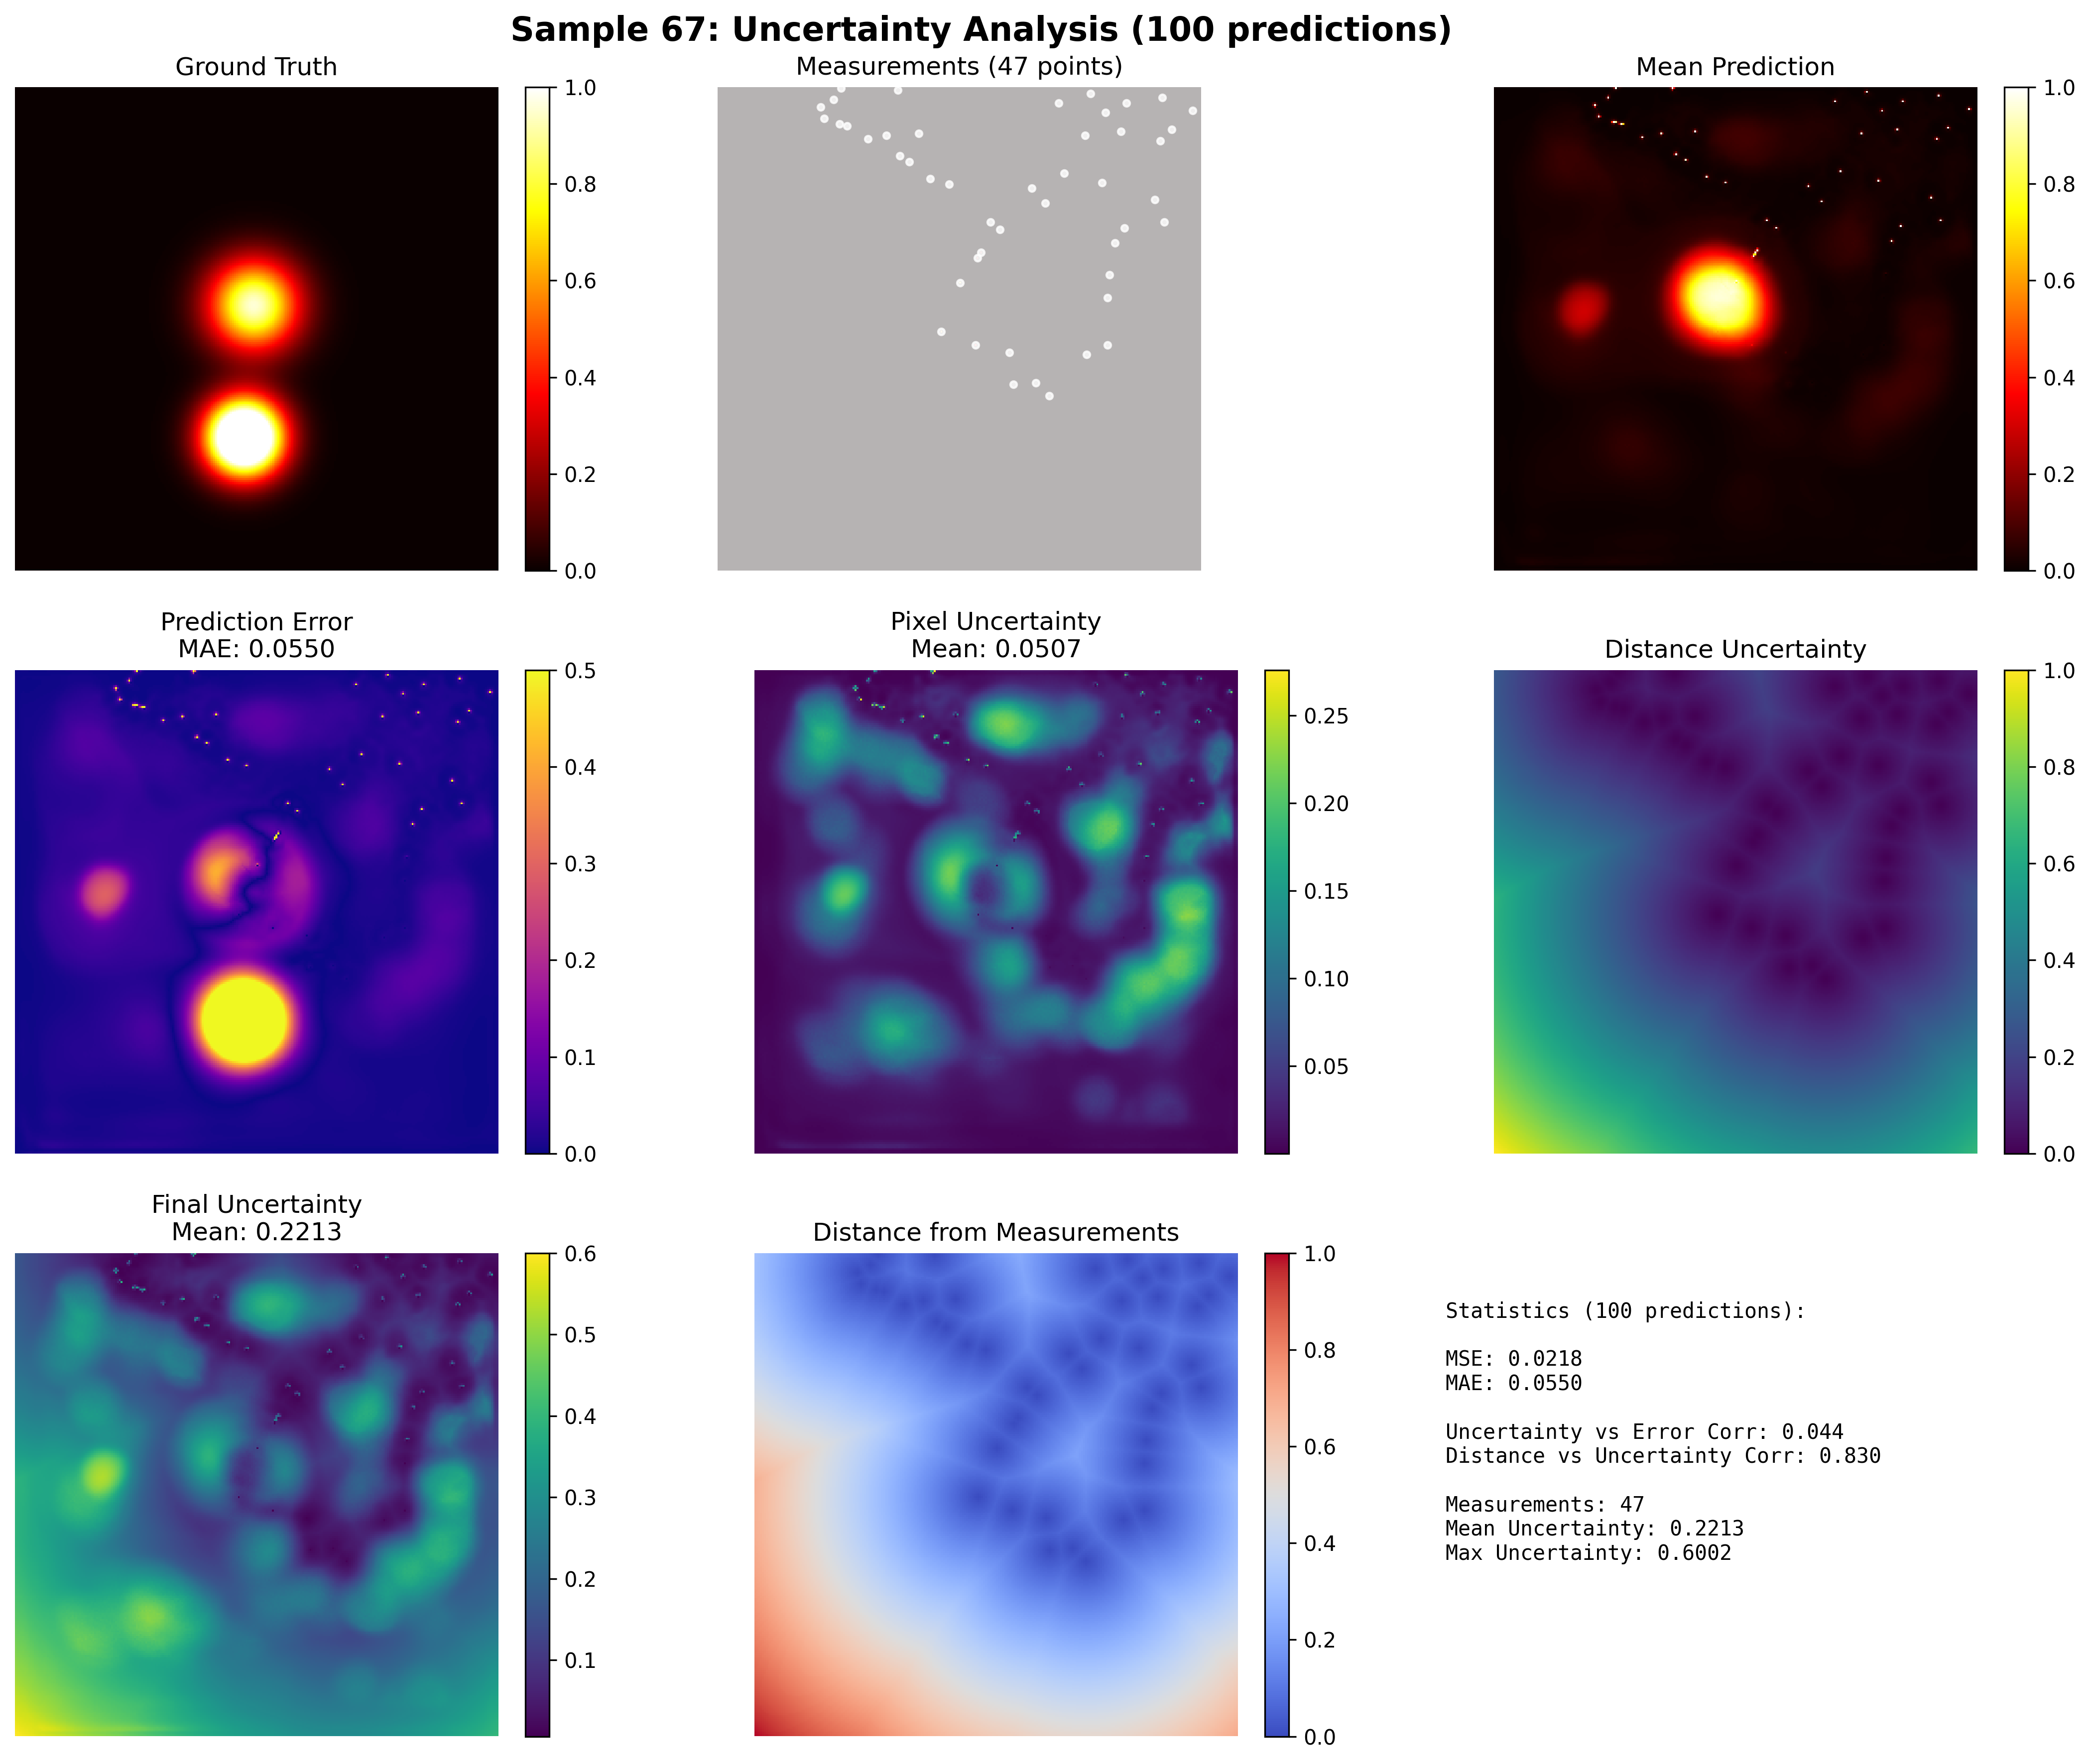 Sample 67: Uncertainty Analysis (100 predictions)
Ground Truth
1.0
0.8
0.6
0.4
0.2
0.0
Measurements (47 points)
Mean Prediction
1.0
0.8
0.6
0.4
0.2
0.0
Prediction Error
MAE: 0.0550
0.5
0.4
0.3
0.2
0.1
0.0
Pixel Uncertainty
Mean: 0.0507
0.25
0.20
0.15
0.10
0.05
Distance Uncertainty
1.0
0.8
0.6
0.4
0.2
0.0
Final Uncertainty
Mean: 0.2213
0.6
0.5
0.4
0.3
0.2
0.1
Distance from Measurements
1.0
0.8
0.6
0.4
0.2
0.0
Statistics (100 predictions):
MSE: 0.0218
MAE: 0.0550
Uncertainty vs Error Corr: 0.044
Distance vs Uncertainty Corr: 0.830
Measurements: 47
Mean Uncertainty: 0.2213
Max Uncertainty: 0.6002